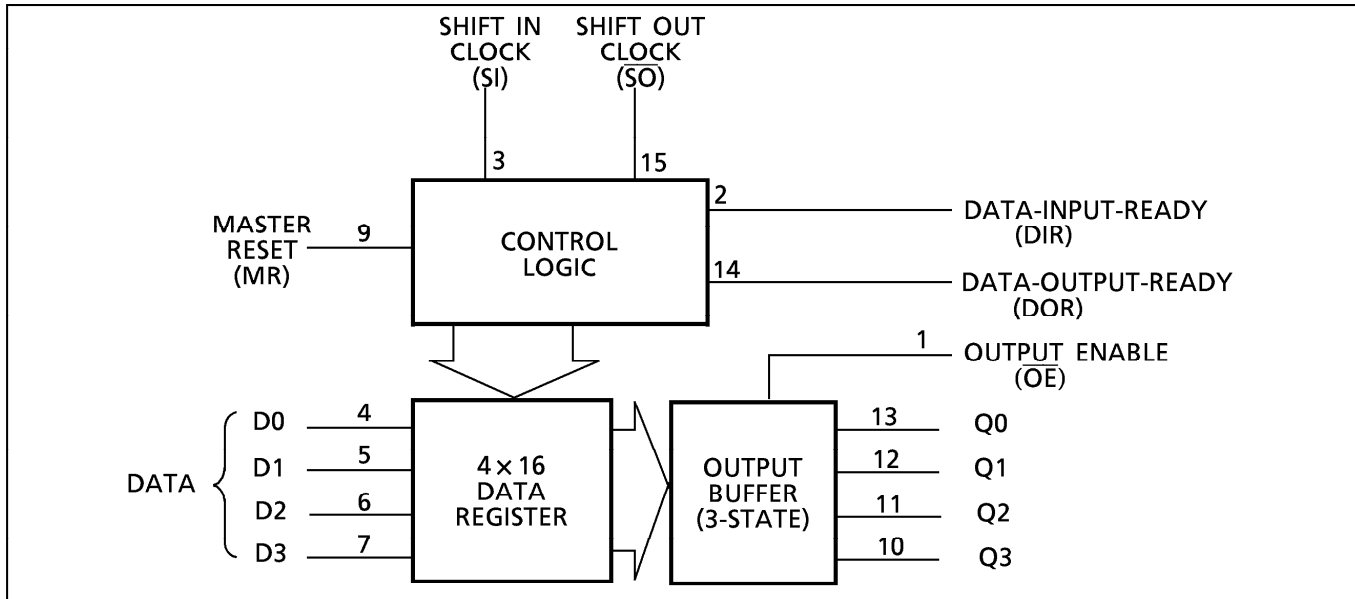 SHIFT IN
CLOCK
(SI)
SHIFT OUT
CLOCK
(S̅O̅)
3
15
MASTER
RESET
(MR)
9
CONTROL
LOGIC
2
DATA-INPUT-READY
(DIR)
14
DATA-OUTPUT-READY
(DOR)
1
OUTPUT ENABLE
(O̅E̅)
DATA
D0
4
D1
5
D2
6
D3
7
4 × 16
DATA
REGISTER
OUTPUT
BUFFER
(3-STATE)
13
Q0
12
Q1
11
Q2
10
Q3